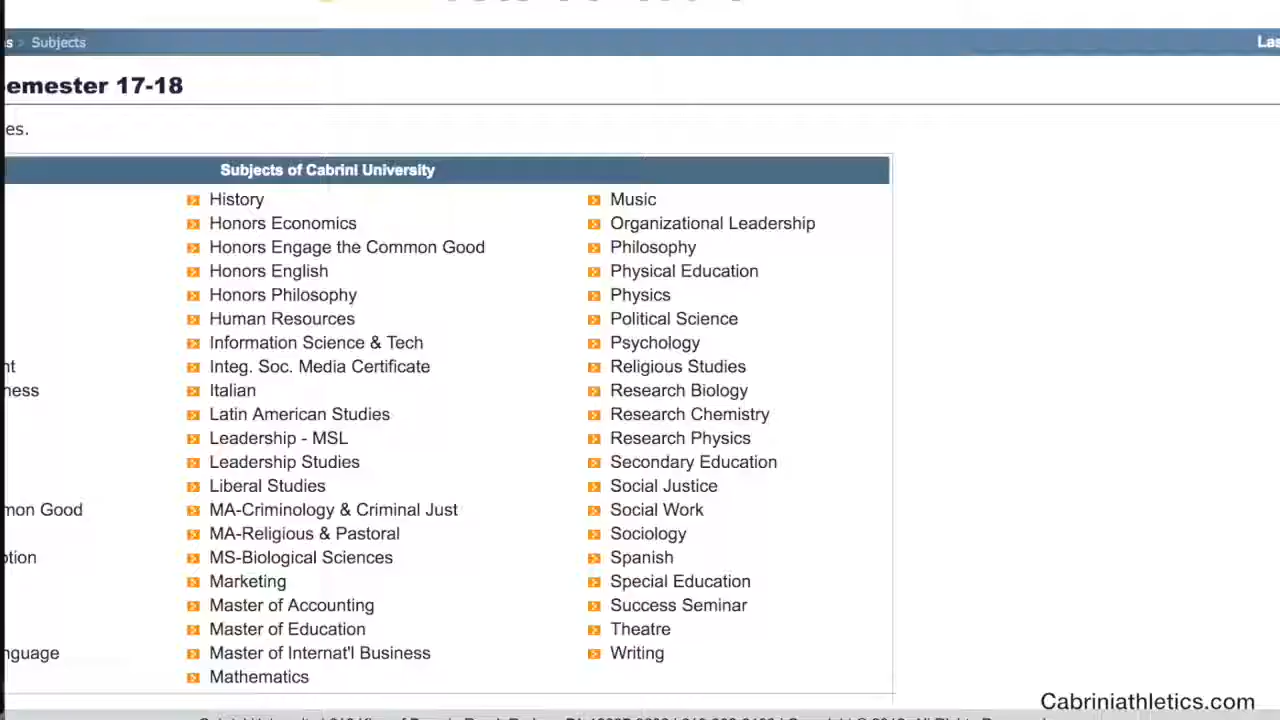 s > Subjects
Las
emester 17-18
es.
Subjects of Cabrini University
History
Honors Economics
Honors Engage the Common Good
Honors English
Honors Philosophy
Human Resources
Information Science & Tech
nt
Integ. Soc. Media Certificate
ness
Italian
Latin American Studies
Leadership - MSL
Leadership Studies
Liberal Studies
mon Good
MA-Criminology & Criminal Just
MA-Religious & Pastoral
ption
MS-Biological Sciences
Marketing
Master of Accounting
Master of Education
nguage
Master of Internat'l Business
Mathematics
Music
Organizational Leadership
Philosophy
Physical Education
Physics
Political Science
Psychology
Religious Studies
Research Biology
Research Chemistry
Research Physics
Secondary Education
Social Justice
Social Work
Sociology
Spanish
Special Education
Success Seminar
Theatre
Writing
Cabriniathletics.com